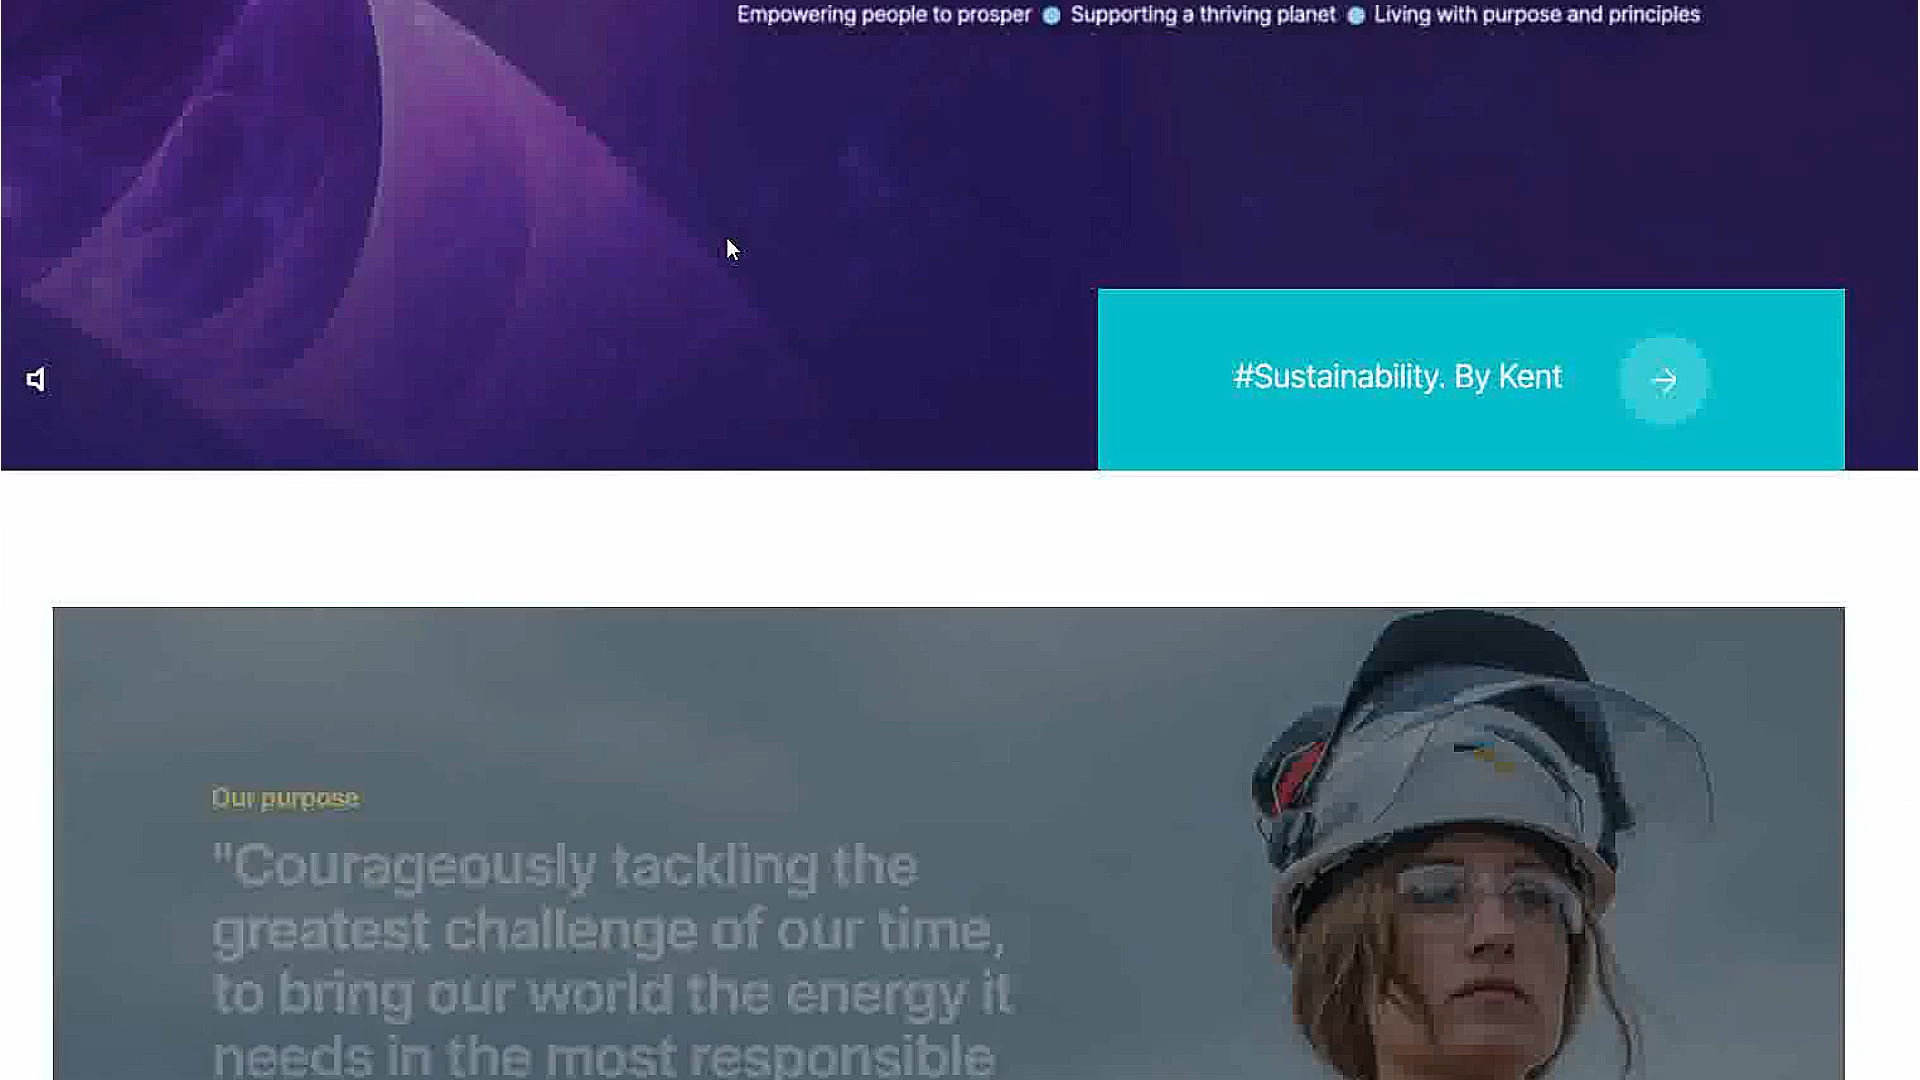 Empowering people to prosper Supporting a thriving planet Living with purpose and principles
#Sustainability. By Kent
Our purpose
"Courageously tackling the
greatest challenge of our time,
to bring our world the energy it
needs in the most responsible